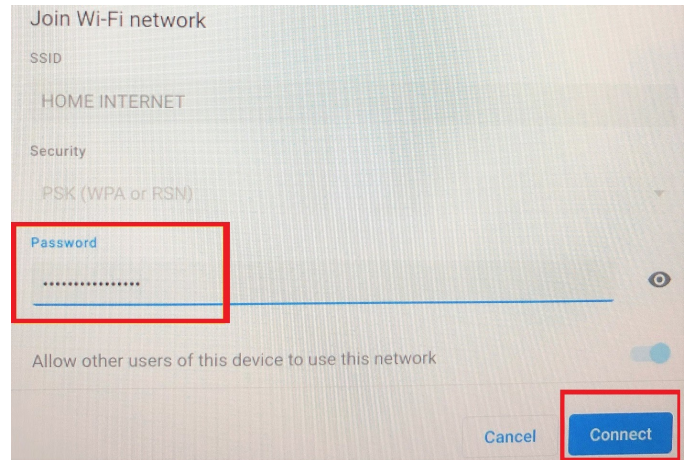 Join Wi-Fi network
SSID
HOME INTERNET
Security
PSK (WPA or RSN)
Password
••••••••••••••••
Allow other users of this device to use this network
Cancel
Connect